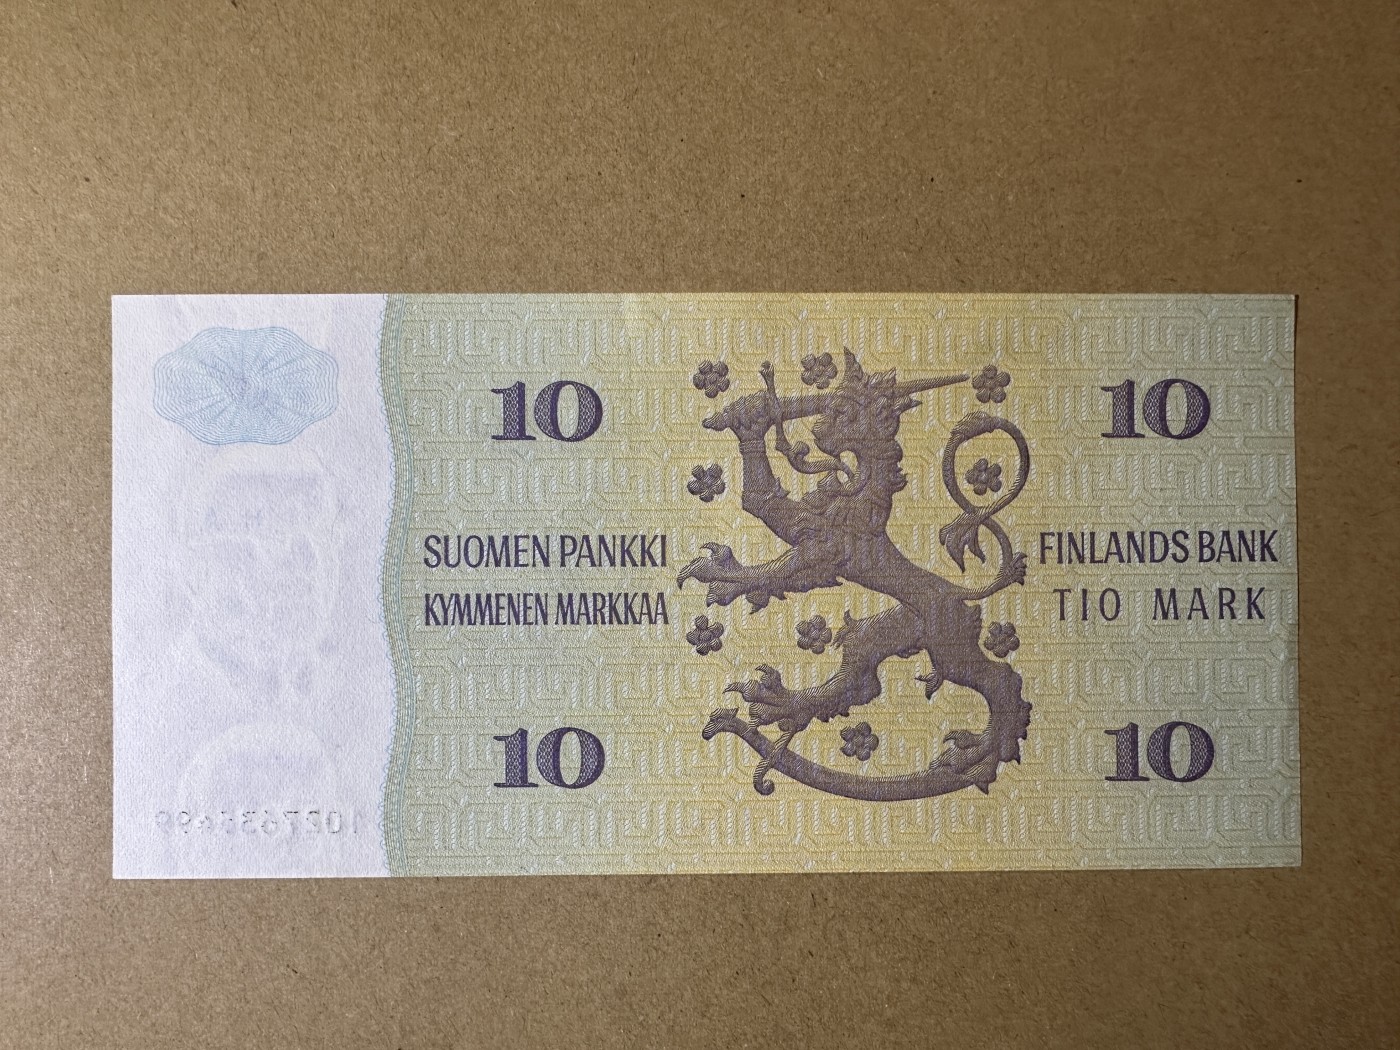 10
10
SUOMEN PANKKI
FINLANDS BANK
KYMMENEN MARKKAA
TIO MARK
10
10